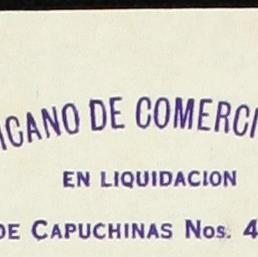 ICANO DE COMERCI
EN LIQUIDACION
DE CAPUCHINAS NOS. 4